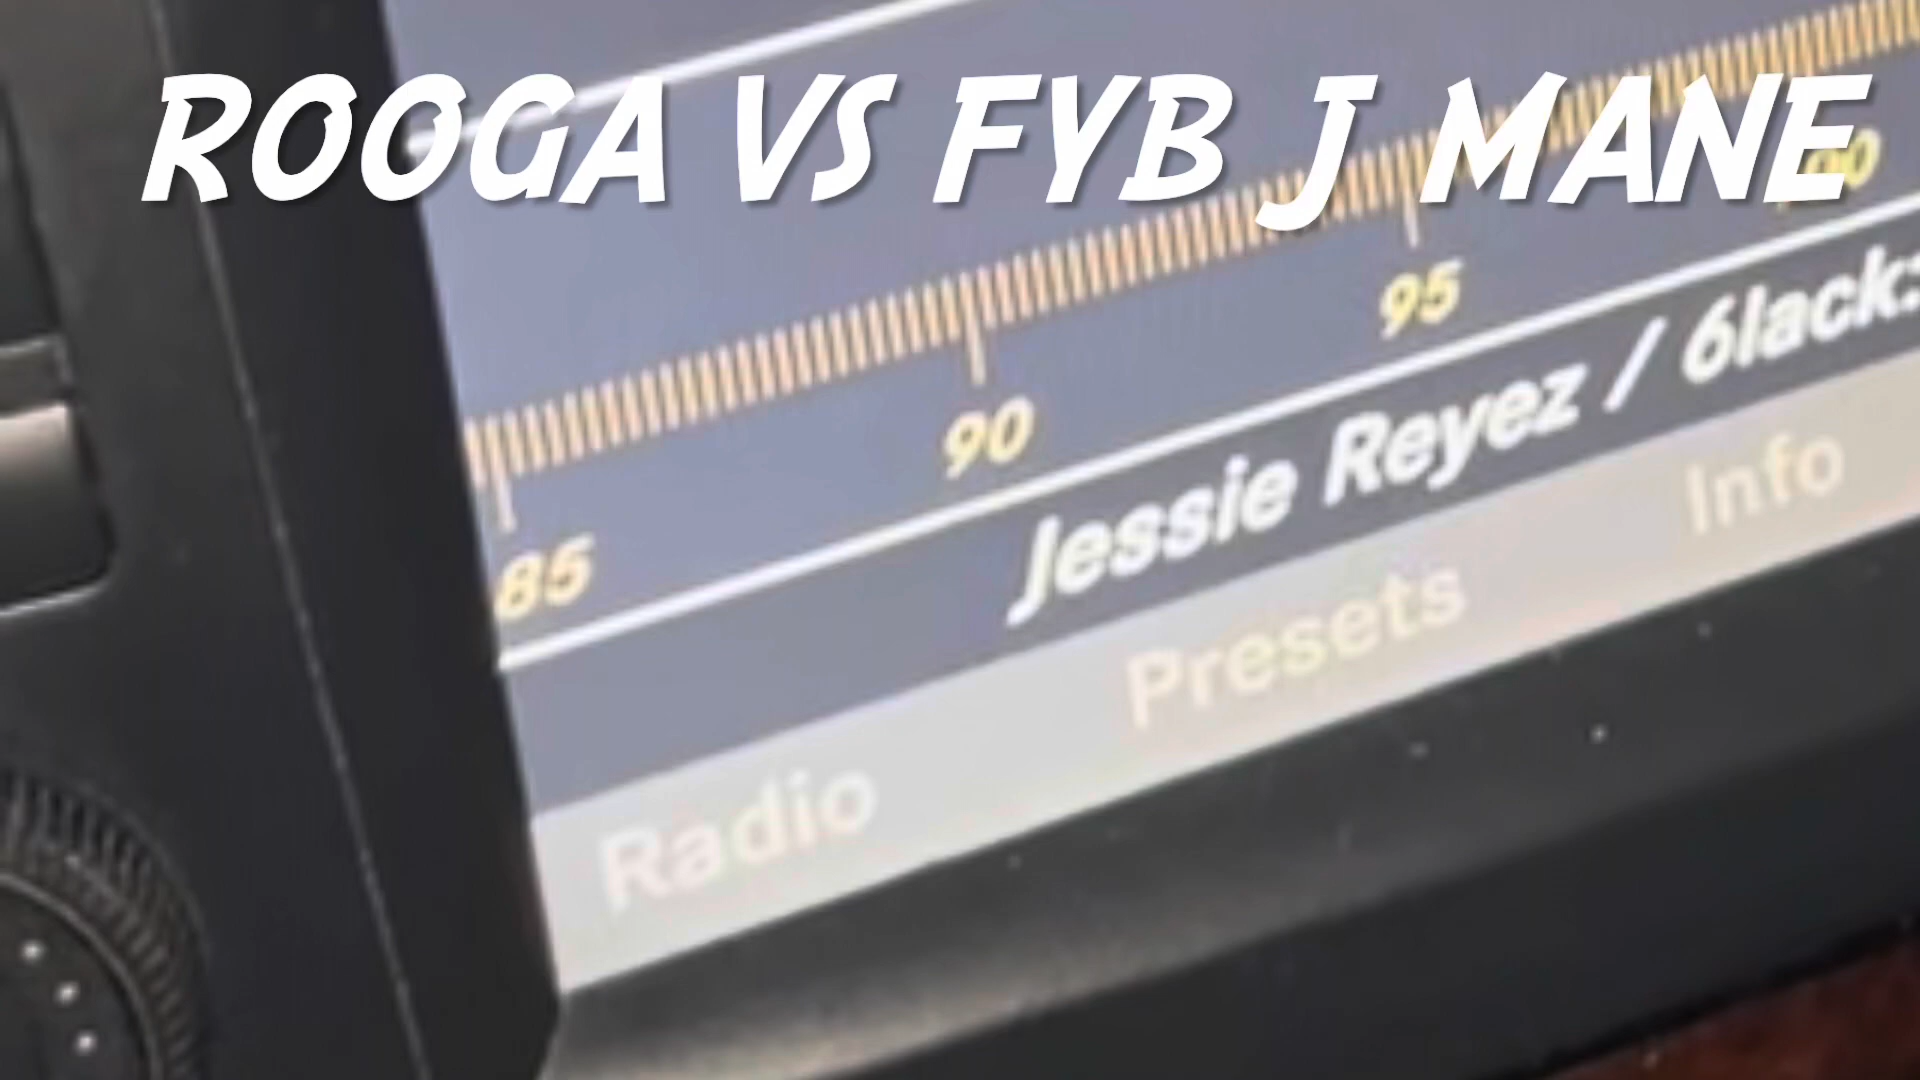 ROOGA VS FYB J MANE
85 90 95
Jessie Reyez / 6lack:
Radio Presets Info